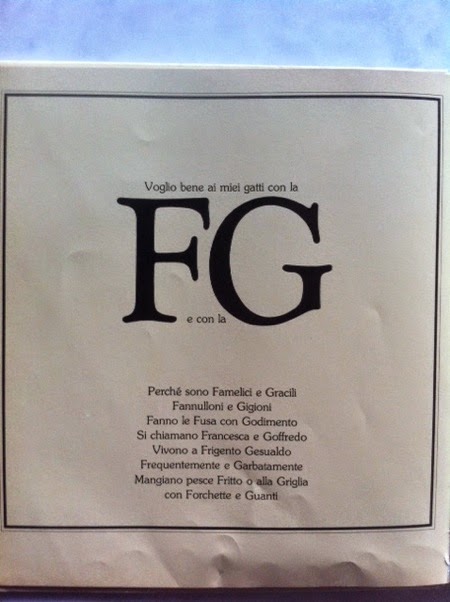 Voglio bene ai miei gatti con la
FG
e con la
Perché sono Famelici e Gracili
Fannulloni e Gigioni
Fanno le Fusa con Godimento
Si chiamano Francesca e Goffredo
Vivono a Frigento Gesualdo
Frequentemente e Garbatamente
Mangiano pesce Fritto o alla Griglia
con Forchette e Guanti